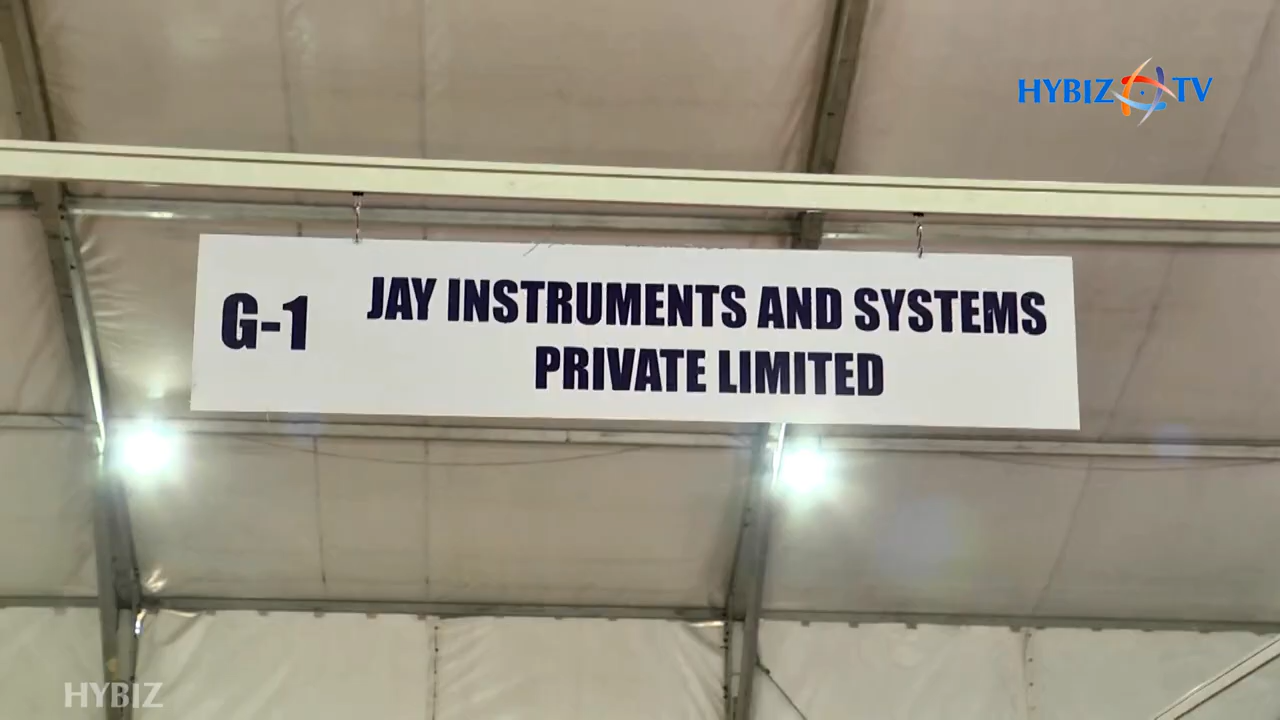 HYBIZ TV
G-1
JAY INSTRUMENTS AND SYSTEMS
PRIVATE LIMITED
HYBIZ